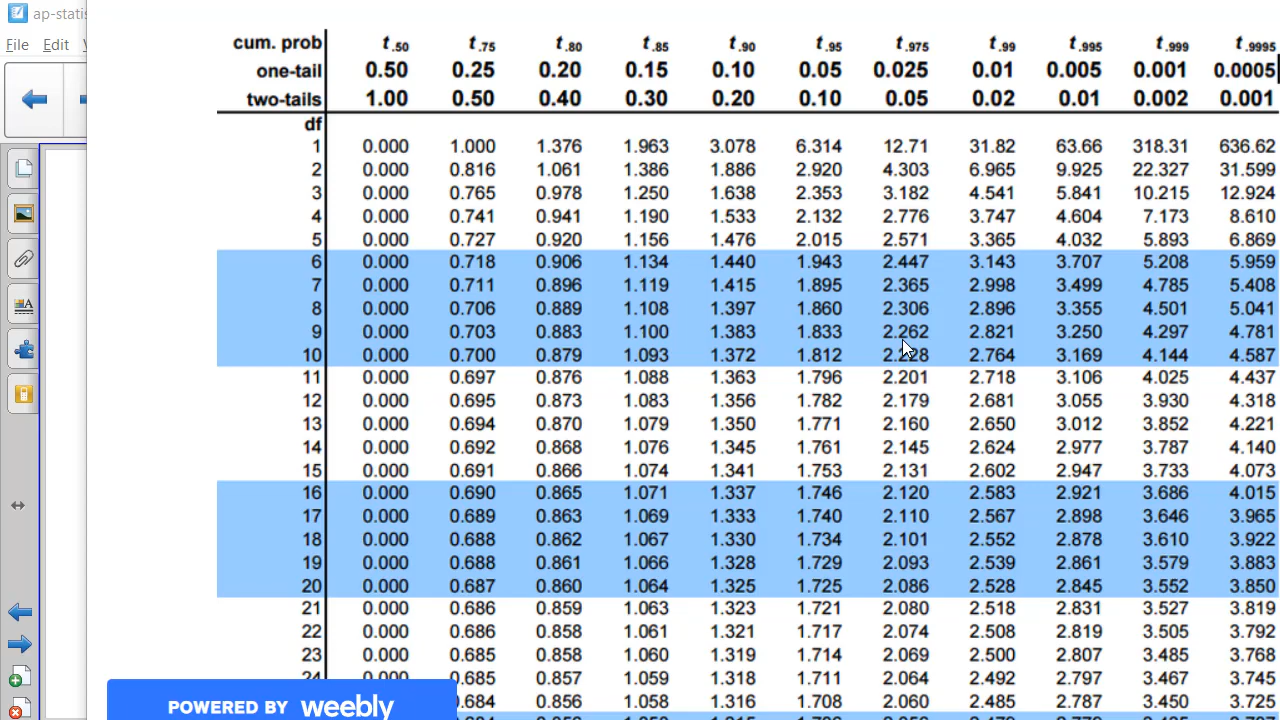 ap-statis
File Edit V
cum. prob t.50 t.75 t.80 t.85 t.90 t.95 t.975 t.99 t.995 t.999 t.9995
one-tail 0.50 0.25 0.20 0.15 0.10 0.05 0.025 0.01 0.005 0.001 0.0005
two-tails 1.00 0.50 0.40 0.30 0.20 0.10 0.05 0.02 0.01 0.002 0.001
df
1 0.000 1.000 1.376 1.963 3.078 6.314 12.71 31.82 63.66 318.31 636.62
2 0.000 0.816 1.061 1.386 1.886 2.920 4.303 6.965 9.925 22.327 31.599
3 0.000 0.765 0.978 1.250 1.638 2.353 3.182 4.541 5.841 10.215 12.924
4 0.000 0.741 0.941 1.190 1.533 2.132 2.776 3.747 4.604 7.173 8.610
5 0.000 0.727 0.920 1.156 1.476 2.015 2.571 3.365 4.032 5.893 6.869
6 0.000 0.718 0.906 1.134 1.440 1.943 2.447 3.143 3.707 5.208 5.959
7 0.000 0.711 0.896 1.119 1.415 1.895 2.365 2.998 3.499 4.785 5.408
8 0.000 0.706 0.889 1.108 1.397 1.860 2.306 2.896 3.355 4.501 5.041
9 0.000 0.703 0.883 1.100 1.383 1.833 2.262 2.821 3.250 4.297 4.781
10 0.000 0.700 0.879 1.093 1.372 1.812 2.228 2.764 3.169 4.144 4.587
11 0.000 0.697 0.876 1.088 1.363 1.796 2.201 2.718 3.106 4.025 4.437
12 0.000 0.695 0.873 1.083 1.356 1.782 2.179 2.681 3.055 3.930 4.318
13 0.000 0.694 0.870 1.079 1.350 1.771 2.160 2.650 3.012 3.852 4.221
14 0.000 0.692 0.868 1.076 1.345 1.761 2.145 2.624 2.977 3.787 4.140
15 0.000 0.691 0.866 1.074 1.341 1.753 2.131 2.602 2.947 3.733 4.073
16 0.000 0.690 0.865 1.071 1.337 1.746 2.120 2.583 2.921 3.686 4.015
17 0.000 0.689 0.863 1.069 1.333 1.740 2.110 2.567 2.898 3.646 3.965
18 0.000 0.688 0.862 1.067 1.330 1.734 2.101 2.552 2.878 3.610 3.922
19 0.000 0.688 0.861 1.066 1.328 1.729 2.093 2.539 2.861 3.579 3.883
20 0.000 0.687 0.860 1.064 1.325 1.725 2.086 2.528 2.845 3.552 3.850
21 0.000 0.686 0.859 1.063 1.323 1.721 2.080 2.518 2.831 3.527 3.819
22 0.000 0.686 0.858 1.061 1.321 1.717 2.074 2.508 2.819 3.505 3.792
23 0.000 0.685 0.858 1.060 1.319 1.714 2.069 2.500 2.807 3.485 3.768
24 0.000 0.685 0.857 1.059 1.318 1.711 2.064 2.492 2.797 3.467 3.745
.684 0.856 1.058 1.316 1.708 2.060 2.485 2.787 3.450 3.725
POWERED BY weebly